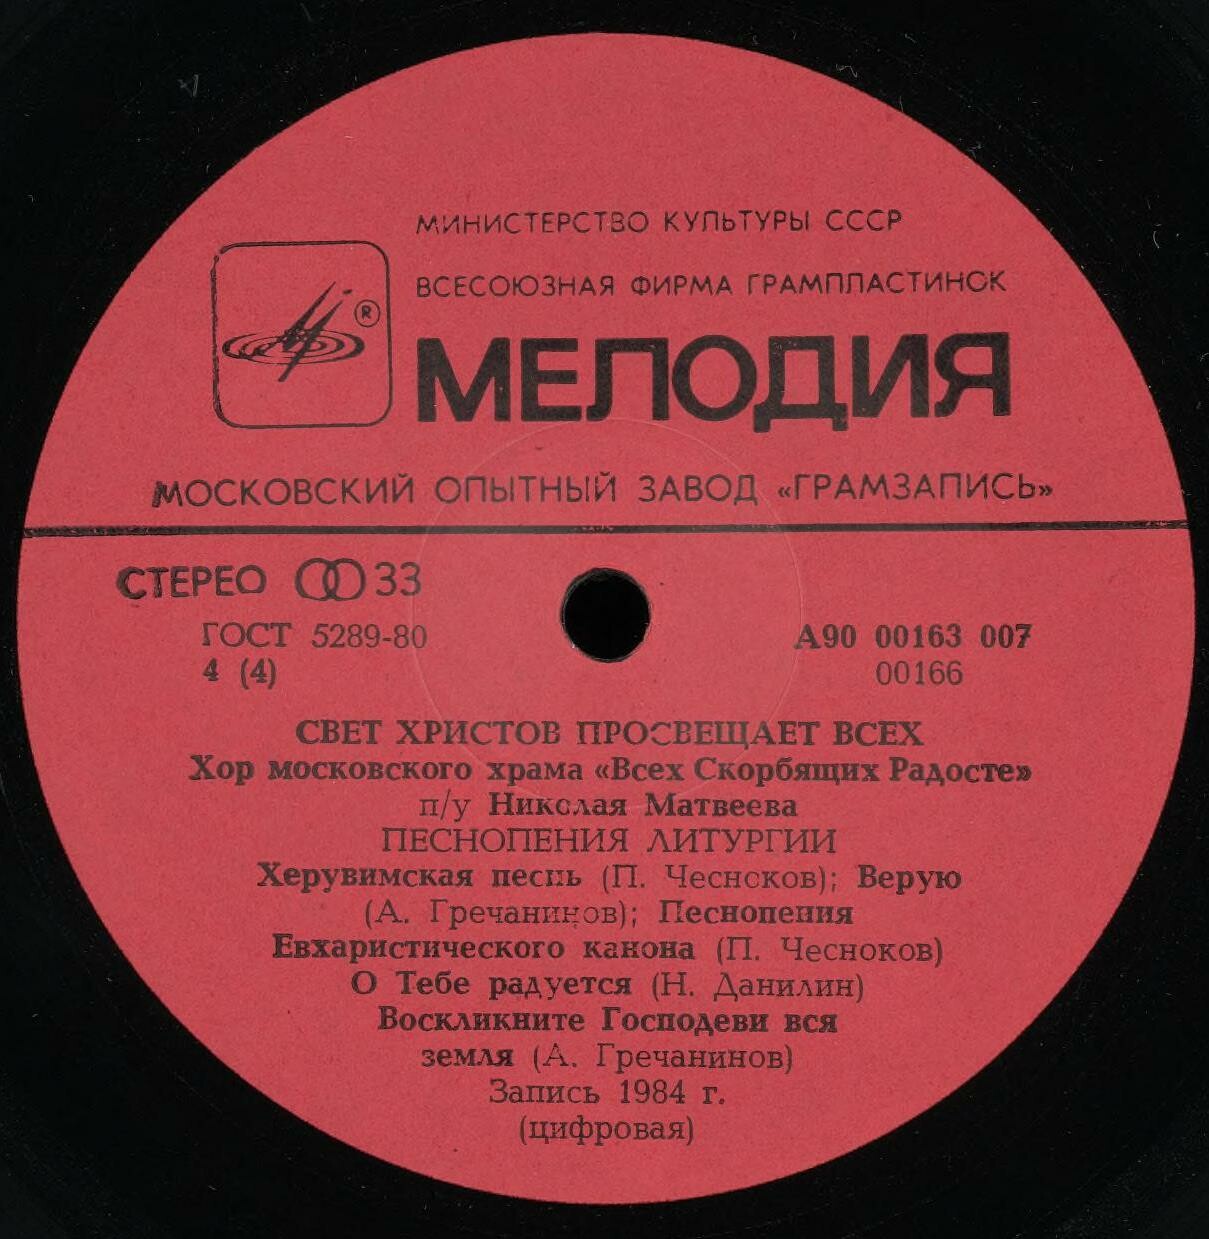 МИНИСТЕРСТВО КУЛЬТУРЫ СССР
ВСЕСОЮЗНАЯ ФИРМА ГРАМПЛАСТИНОК
®
МЕЛОДИЯ
МОСКОВСКИЙ ОПЫТНЫЙ ЗАВОД «ГРАМЗАПИСЬ»
СТЕРЕО 33
ГОСТ 5289-80 А90 00163 007
4 (4) 00166
СВЕТ ХРИСТОВ ПРОСВЕЩАЕТ ВСЕХ
Хор московского храма «Всех Скорбящих Радосте»
п/у Николая Матвеева
ПЕСНОПЕНИЯ ЛИТУРГИИ
Херувимская песнь (П. Чесноков); Верую
(А. Гречанинов); Песнопения
Евхаристического канона (П. Чесноков)
О Тебе радуется (Н. Данилин)
Воскликните Господеви вся
земля (А. Гречанинов)
Запись 1984 г.
(цифровая)